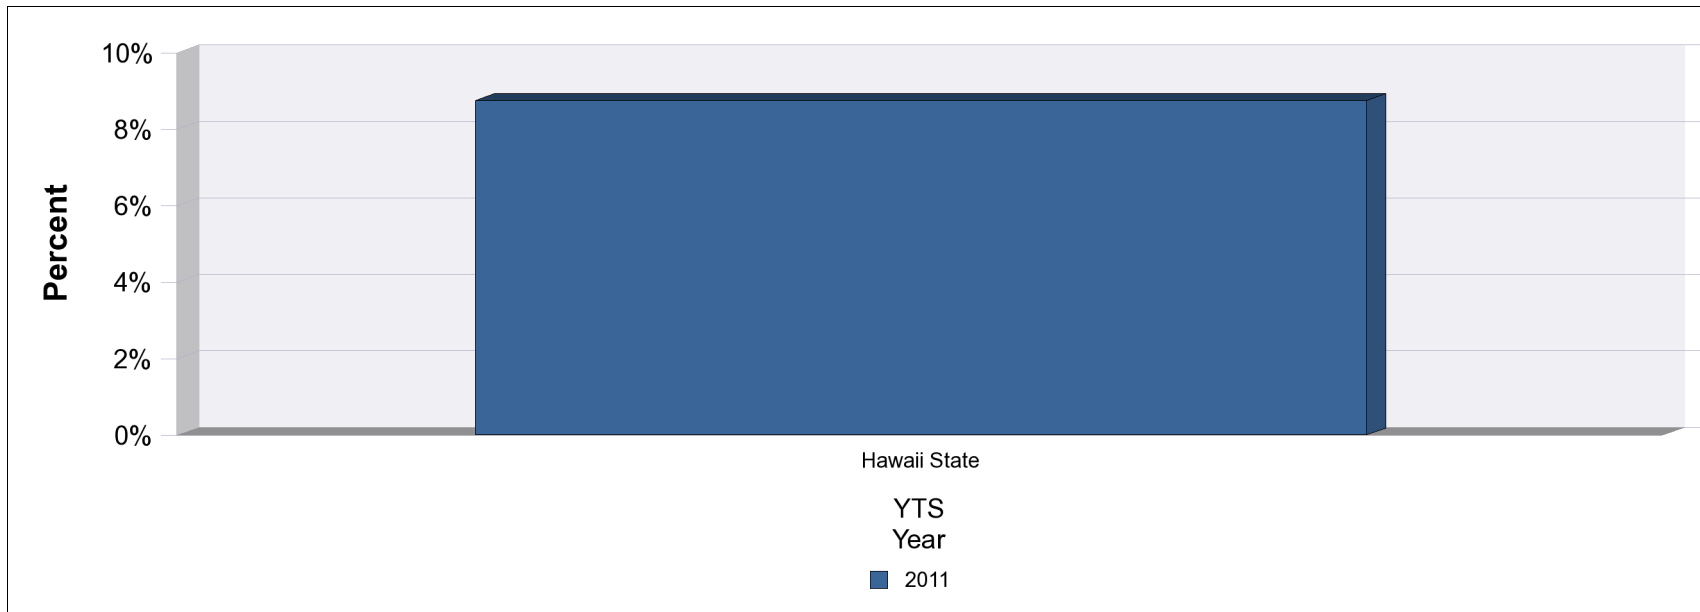 10%
8%
6%
4%
2%
0%
Percent
Hawaii State
YTS
Year
2011